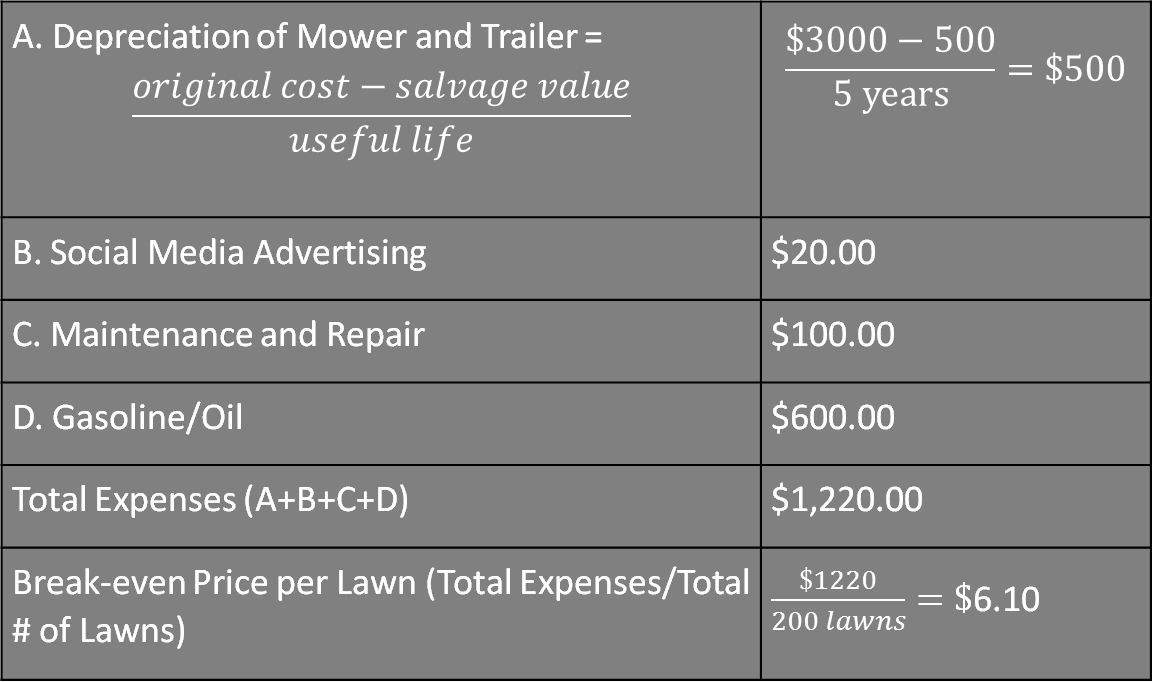 A. Depreciation of Mower and Trailer =
original cost − salvage value
useful life
$3000 − 500
5 years
= $500
B. Social Media Advertising
$20.00
C. Maintenance and Repair
$100.00
D. Gasoline/Oil
$600.00
Total Expenses (A+B+C+D)
$1,220.00
Break-even Price per Lawn (Total Expenses/Total
# of Lawns)
$1220
200 lawns
= $6.10